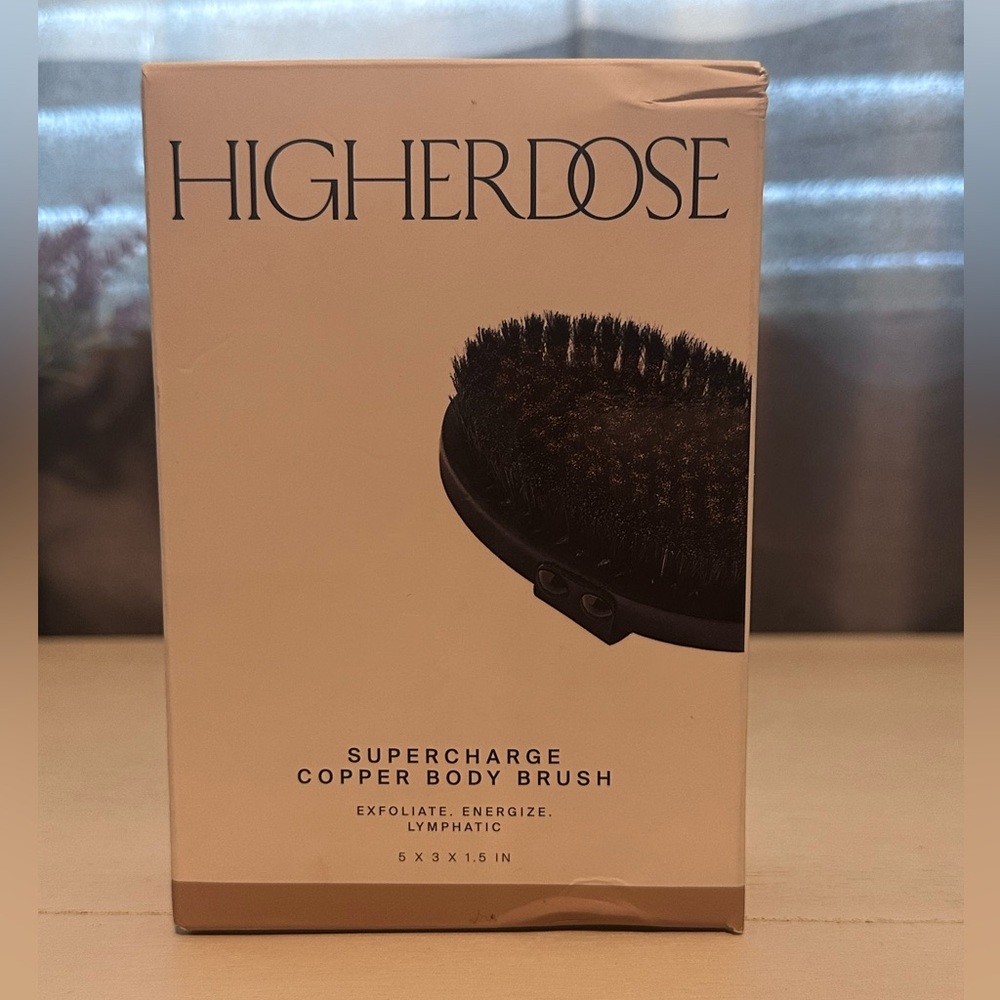 HIGHERDOSE
SUPERCHARGE
COPPER BODY BRUSH
EXFOLIATE. ENERGIZE.
LYMPHATIC
5 X 3 X 1.5 IN